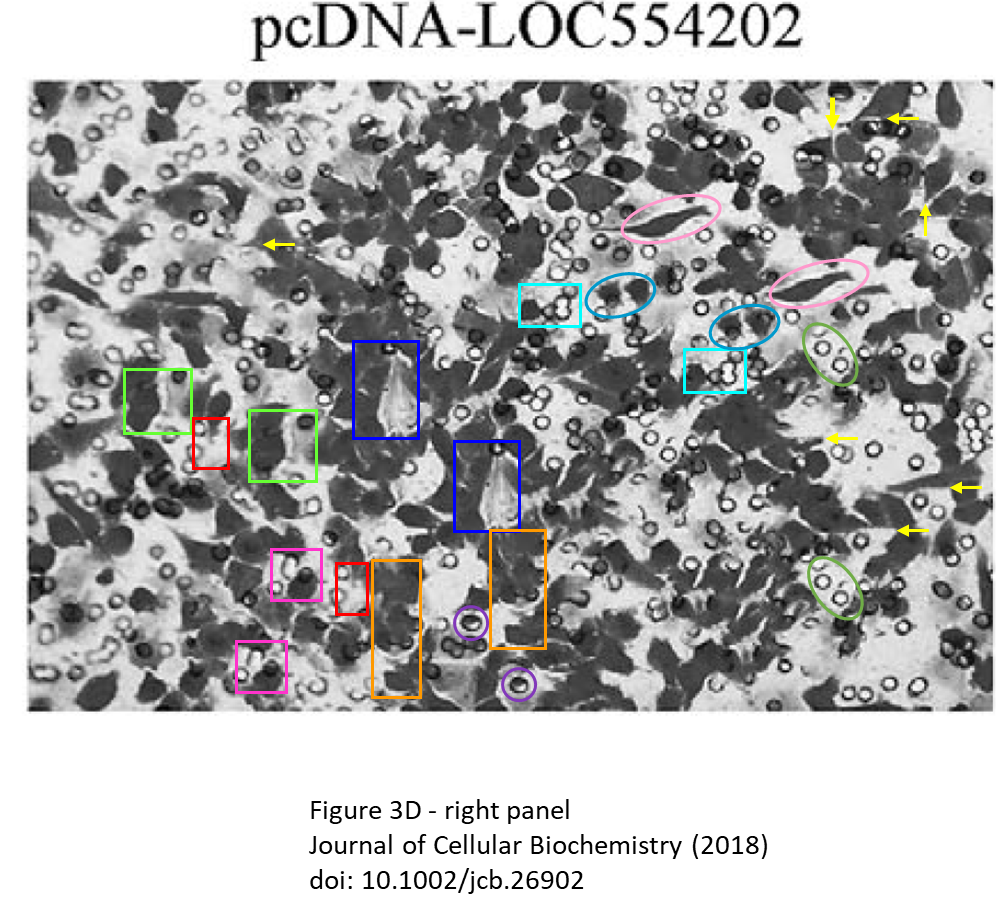 pcDNA-LOC554202
Figure 3D - right panel
Journal of Cellular Biochemistry (2018)
doi: 10.1002/jcb.26902